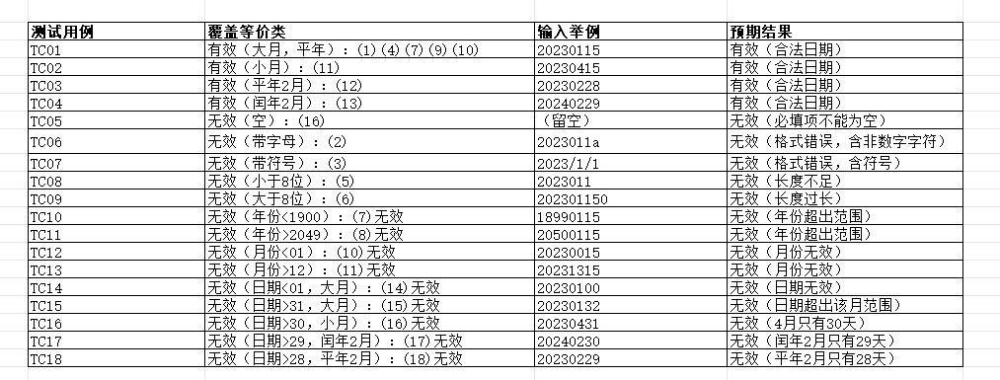 测试用例 覆盖等价类 输入举例 预期结果
TC01 有效（大月，平年）：(1)(4)(7)(9)(10) 20230115 有效（合法日期）
TC02 有效（小月）：(11) 20230415 有效（合法日期）
TC03 有效（平年2月）：(12) 20230228 有效（合法日期）
TC04 有效（闰年2月）：(13) 20240229 有效（合法日期）
TC05 无效（空）：(16) （留空） 无效（必填项不能为空）
TC06 无效（带字母）：(2) 2023011a 无效（格式错误，含非数字字符）
TC07 无效（带符号）：(3) 2023/1/1 无效（格式错误，含符号）
TC08 无效（小于8位）：(5) 2023011 无效（长度不足）
TC09 无效（大于8位）：(6) 202301150 无效（长度过长）
TC10 无效（年份<1900）：(7)无效 18990115 无效（年份超出范围）
TC11 无效（年份>2049）：(8)无效 20500115 无效（年份超出范围）
TC12 无效（月份<01）：(10)无效 20230015 无效（月份无效）
TC13 无效（月份>12）：(11)无效 20231315 无效（月份无效）
TC14 无效（日期<01，大月）：(14)无效 20230100 无效（日期无效）
TC15 无效（日期>31，大月）：(15)无效 20230132 无效（日期超出该月范围）
TC16 无效（日期>30，小月）：(16)无效 20230431 无效（4月只有30天）
TC17 无效（日期>29，闰年2月）：(17)无效 20240230 无效（闰年2月只有29天）
TC18 无效（日期>28，平年2月）：(18)无效 20230229 无效（平年2月只有28天）